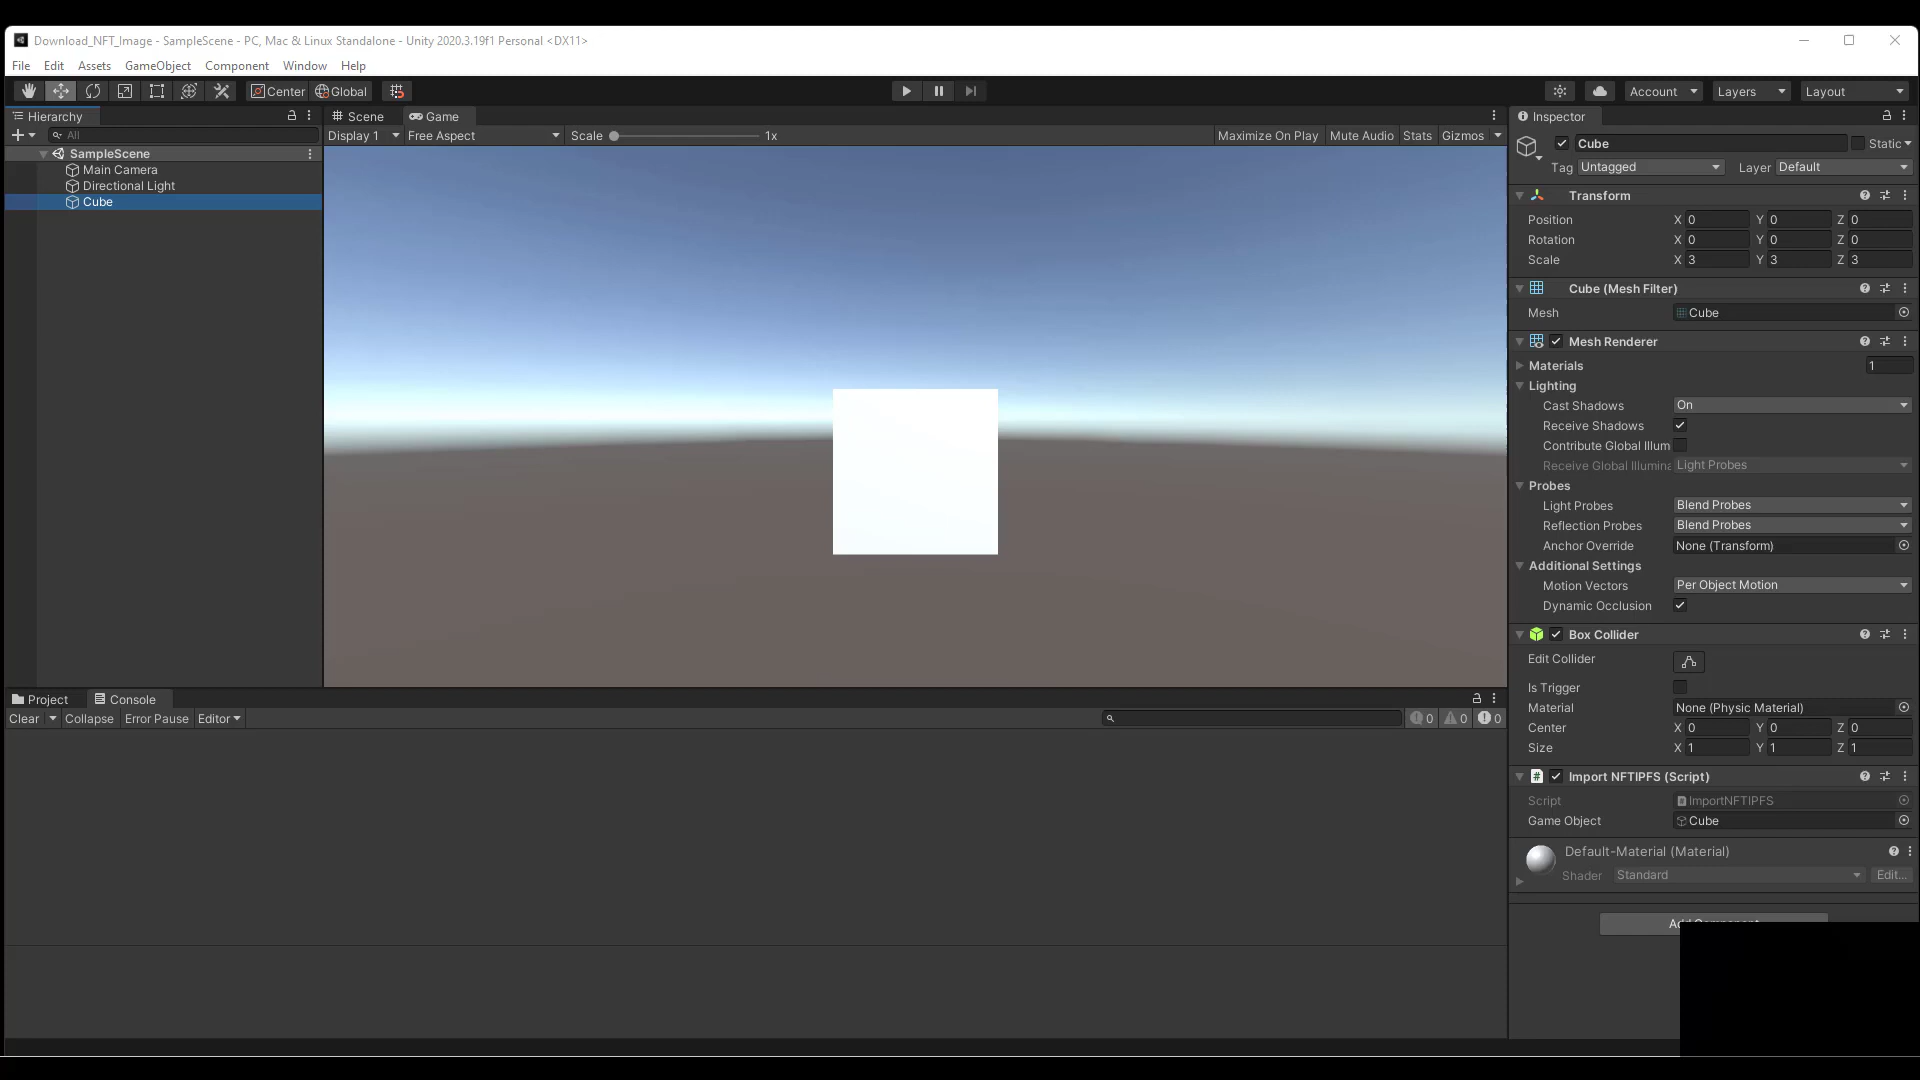 Download_NFT_Image - SampleScene - PC, Mac & Linux Standalone - Unity 2020.3.19f1 Personal <DX11>
File Edit Assets GameObject Component Window Help
Center Global Account Layers Layout
Hierarchy
All
SampleScene
Main Camera
Directional Light
Cube
Scene Game
Display 1 Free Aspect Scale 1x Maximize On Play Mute Audio Stats Gizmos
Project Console
Clear Collapse Error Pause Editor 0 0 0
Inspector
Cube Static
Tag Untagged Layer Default
Transform
Position X 0 Y 0 Z 0
Rotation X 0 Y 0 Z 0
Scale X 3 Y 3 Z 3
Cube (Mesh Filter)
Mesh Cube
Mesh Renderer
Materials 1
Lighting
Cast Shadows On
Receive Shadows
Contribute Global Illum
Receive Global Illumina Light Probes
Probes
Light Probes Blend Probes
Reflection Probes Blend Probes
Anchor Override None (Transform)
Additional Settings
Motion Vectors Per Object Motion
Dynamic Occlusion
Box Collider
Edit Collider
Is Trigger
Material None (Physic Material)
Center X 0 Y 0 Z 0
Size X 1 Y 1 Z 1
Import NFTIPFS (Script)
Script ImportNFTIPFS
Game Object Cube
Default-Material (Material)
Shader Standard Edit...